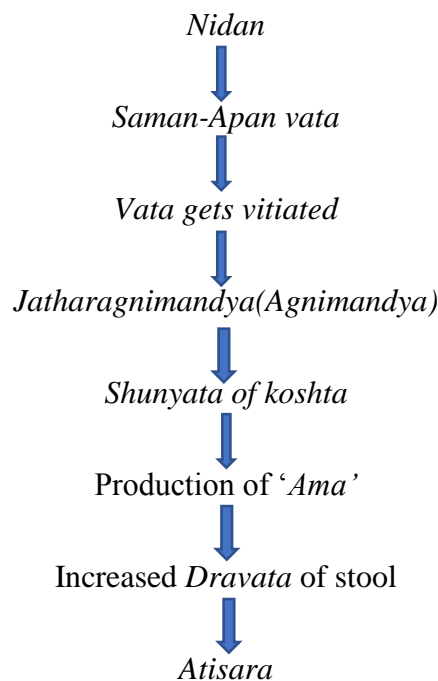 Nidan
Saman-Apan vata
Vata gets vitiated
Jatharagnimandya(Agnimandya)
Shunyata of koshta
Production of ‘Ama’
Increased Dravata of stool
Atisara